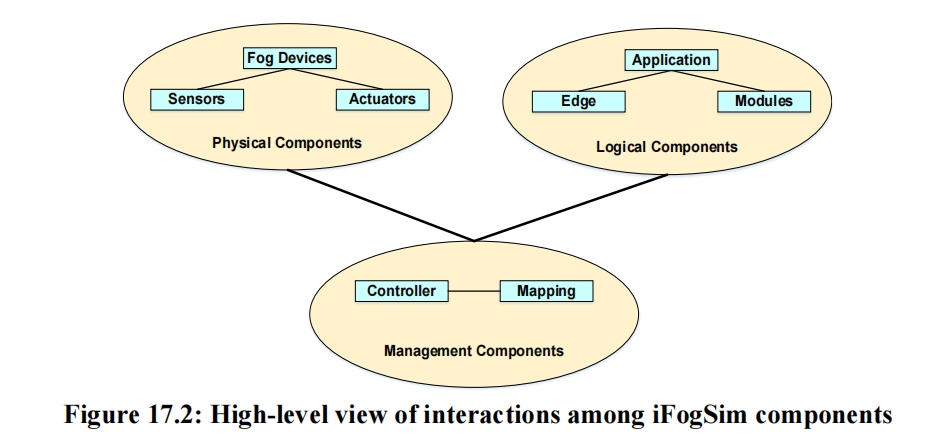 Fog Devices
Sensors
Actuators
Physical Components
Application
Edge
Modules
Logical Components
Controller
Mapping
Management Components
Figure 17.2: High-level view of interactions among iFogSim components